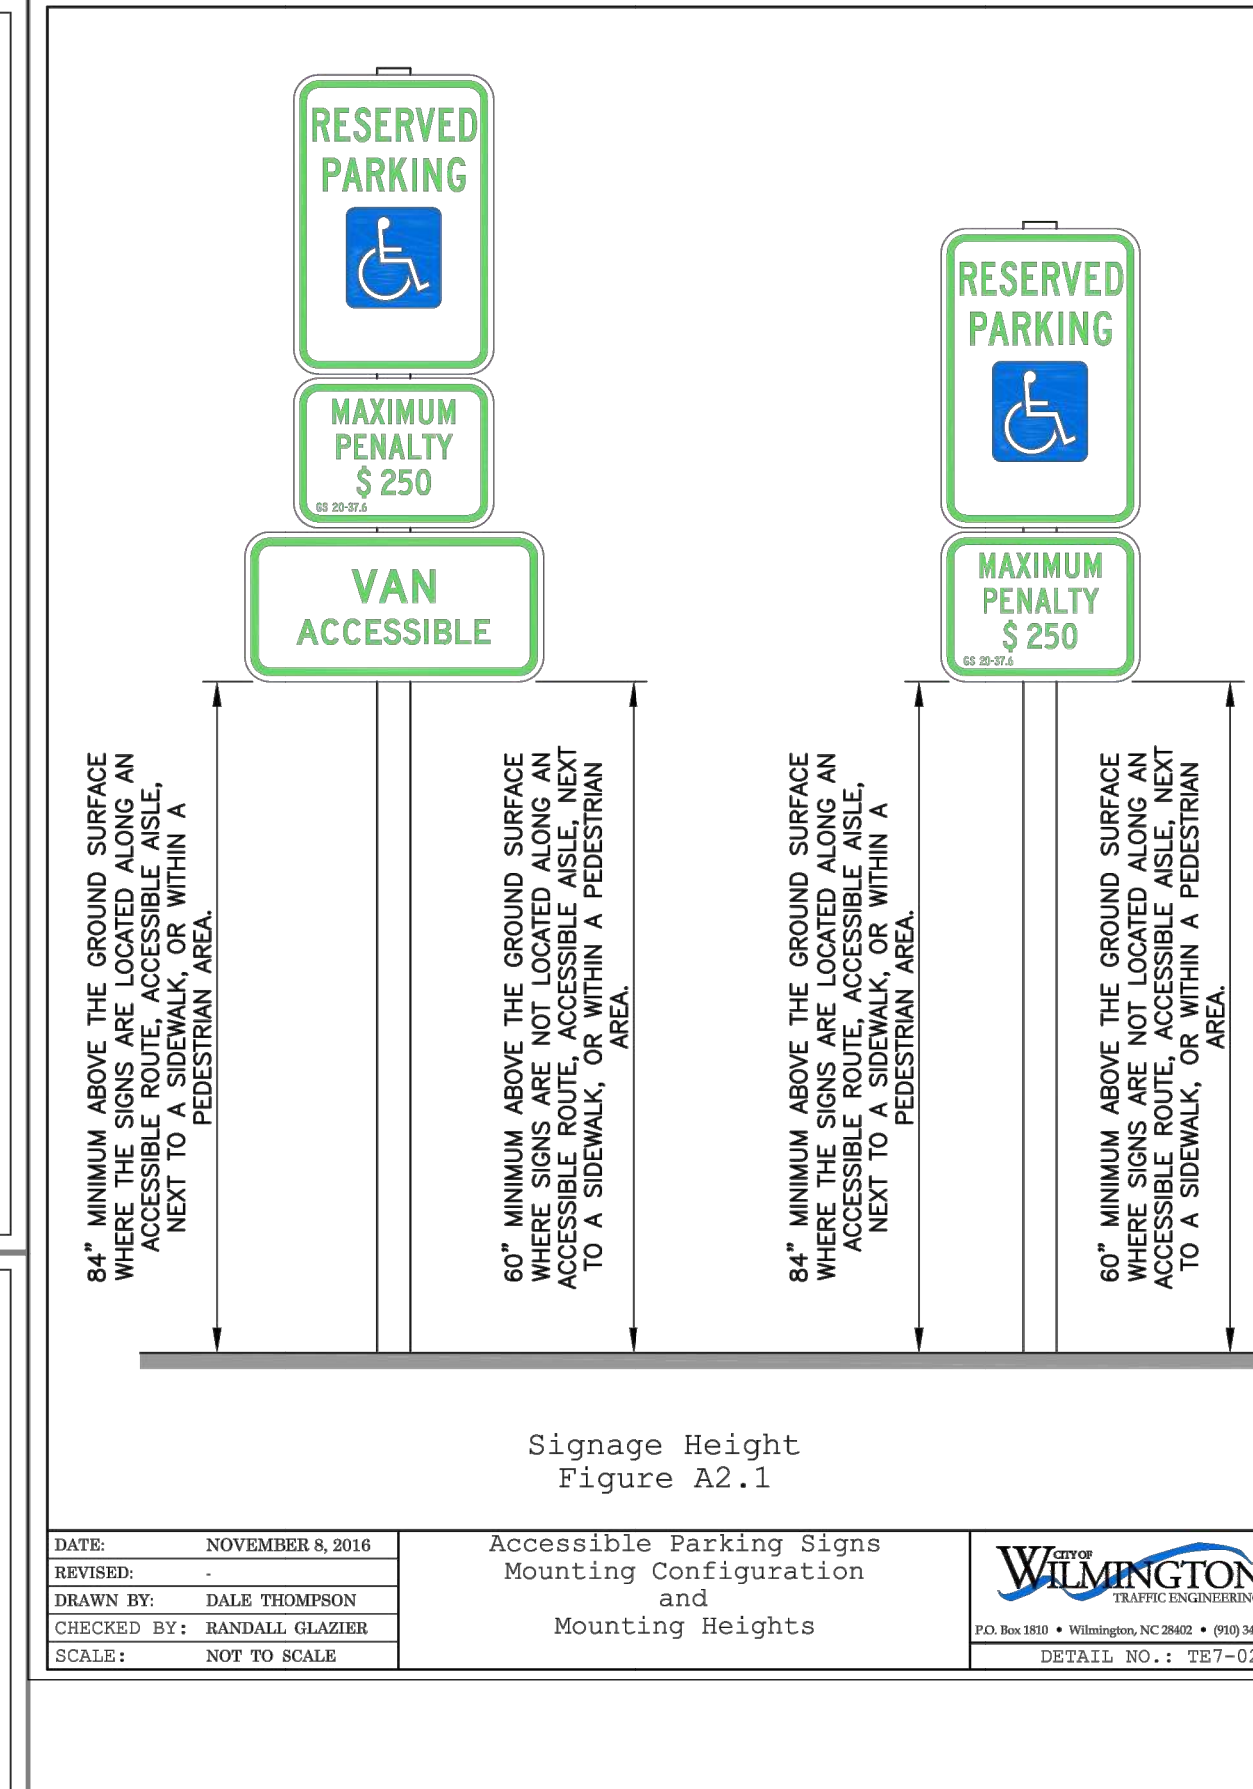 RESERVED
PARKING
MAXIMUM
PENALTY
$ 250
GS 20-37.6
VAN
ACCESSIBLE
RESERVED
PARKING
MAXIMUM
PENALTY
$ 250
GS 20-37.6
84" MINIMUM ABOVE THE GROUND SURFACE
WHERE THE SIGNS ARE LOCATED ALONG AN
ACCESSIBLE ROUTE, ACCESSIBLE AISLE,
NEXT TO A SIDEWALK, OR WITHIN A
PEDESTRIAN AREA.
60" MINIMUM ABOVE THE GROUND SURFACE
WHERE SIGNS ARE NOT LOCATED ALONG AN
ACCESSIBLE ROUTE, ACCESSIBLE AISLE, NEXT
TO A SIDEWALK, OR WITHIN A PEDESTRIAN
AREA.
84" MINIMUM ABOVE THE GROUND SURFACE
WHERE THE SIGNS ARE LOCATED ALONG AN
ACCESSIBLE ROUTE, ACCESSIBLE AISLE,
NEXT TO A SIDEWALK, OR WITHIN A
PEDESTRIAN AREA.
60" MINIMUM ABOVE THE GROUND SURFACE
WHERE SIGNS ARE NOT LOCATED ALONG AN
ACCESSIBLE ROUTE, ACCESSIBLE AISLE, NEXT
TO A SIDEWALK, OR WITHIN A PEDESTRIAN
AREA.
Signage Height
Figure A2.1
DATE: NOVEMBER 8, 2016
REVISED: -
DRAWN BY: DALE THOMPSON
CHECKED BY: RANDALL GLAZIER
SCALE: NOT TO SCALE
Accessible Parking Signs
Mounting Configuration
and
Mounting Heights
CITY OF
WILMINGTON
TRAFFIC ENGINEERING
P.O. Box 1810 • Wilmington, NC 28402 • (910) 34
DETAIL NO.: TE7-02